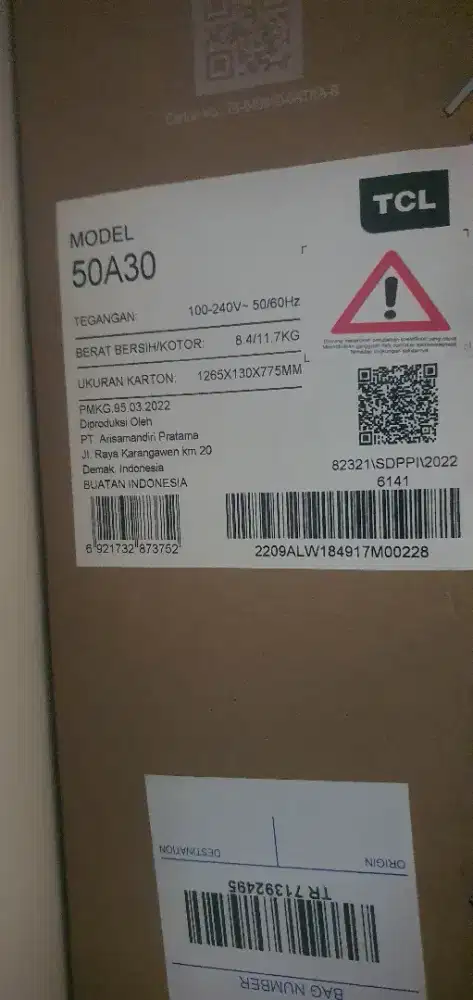 TCL
MODEL
50A30
TEGANGAN: 100-240V~ 50/60Hz
BERAT BERSIH/KOTOR: 8.4/11.7KG
UKURAN KARTON: 1265X130X775MM
PMKG.85.03.2022
Diproduksi Oleh
PT. Arisamandiri Pratama
Jl. Raya Karangawen km 20
Demak, Indonesia
BUATAN INDONESIA
82321\SDPPI\2022
6141
6 921732 873752
2209ALW184917M00228
ORIGIN
DESTINATION
TR 71392495
BAG NUMBER